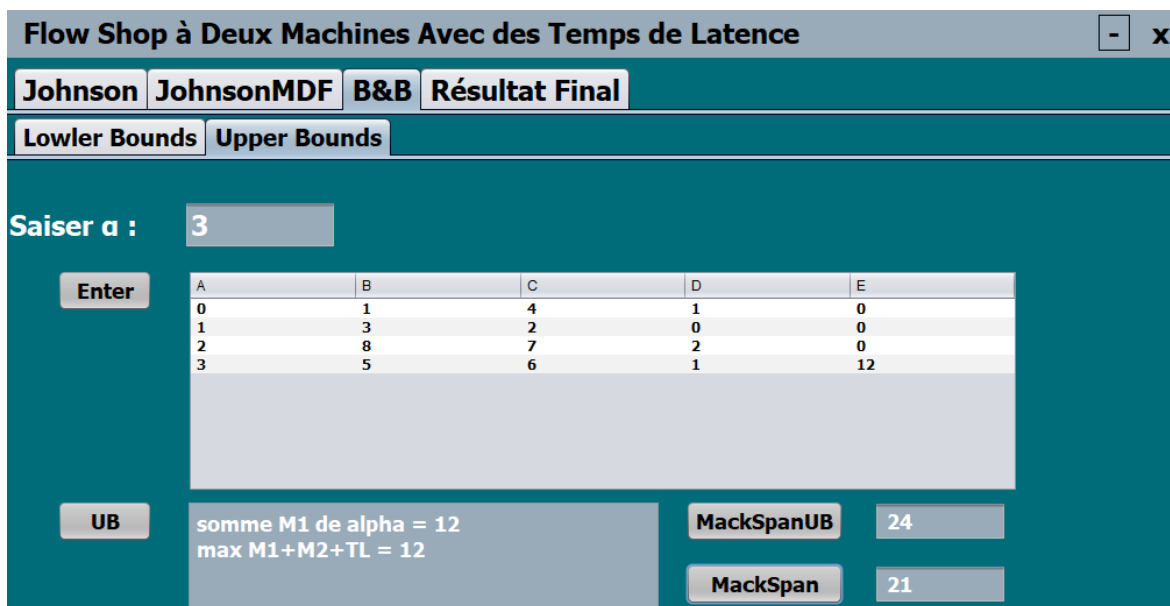 Flow Shop à Deux Machines Avec des Temps de Latence - x
Johnson JohnsonMDF B&B Résultat Final
Lowler Bounds Upper Bounds
Saiser α : 3
Enter
A B C D E
0 1 4 1 0
1 3 2 0 0
2 8 7 2 0
3 5 6 1 12
UB
somme M1 de alpha = 12
max M1+M2+TL = 12
MackSpanUB 24
MackSpan 21